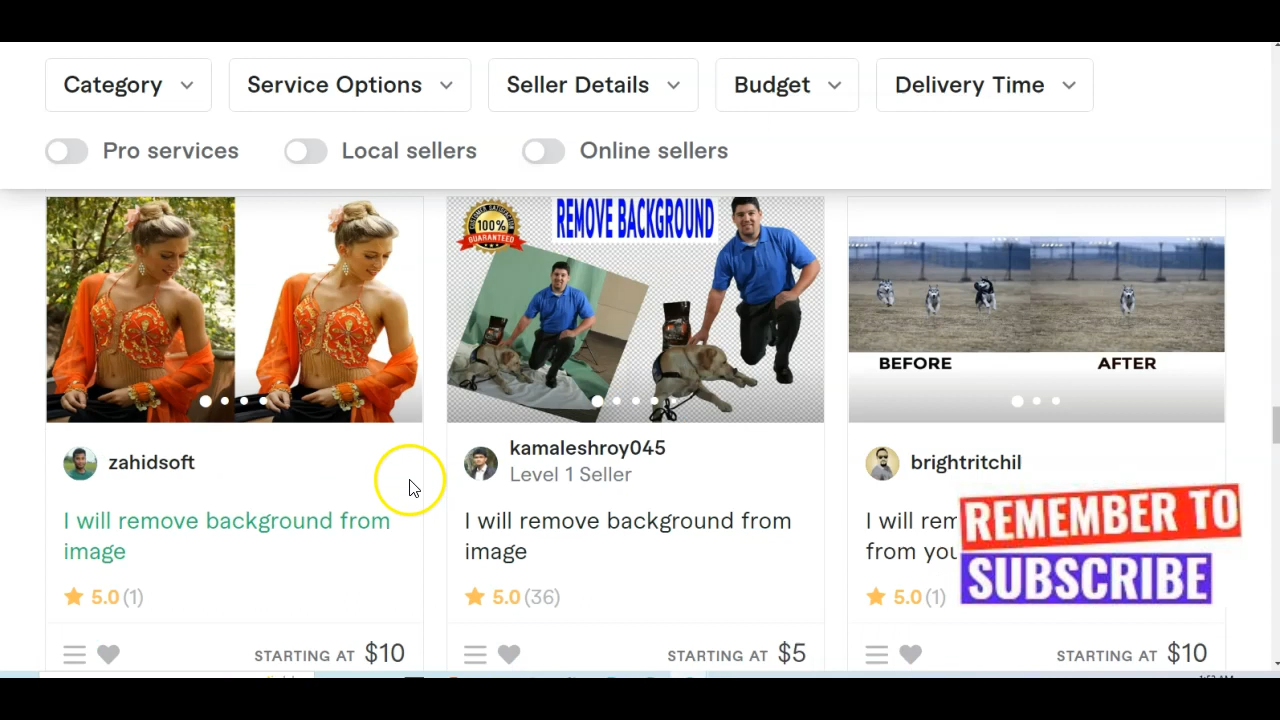 Category
Service Options
Seller Details
Budget
Delivery Time
Pro services
Local sellers
Online sellers
CUSTOMER SATISFACTION
100%
GUARANTEED
REMOVE BACKGROUND
BEFORE
AFTER
zahidsoft
kamaleshroy045
Level 1 Seller
brightritchil
I will remove background from
image
I will remove background from
image
I will
from
5.0 (1)
5.0 (36)
5.0 (1)
REMEMBER TO
SUBSCRIBE
STARTING AT $10
STARTING AT $5
STARTING AT $10